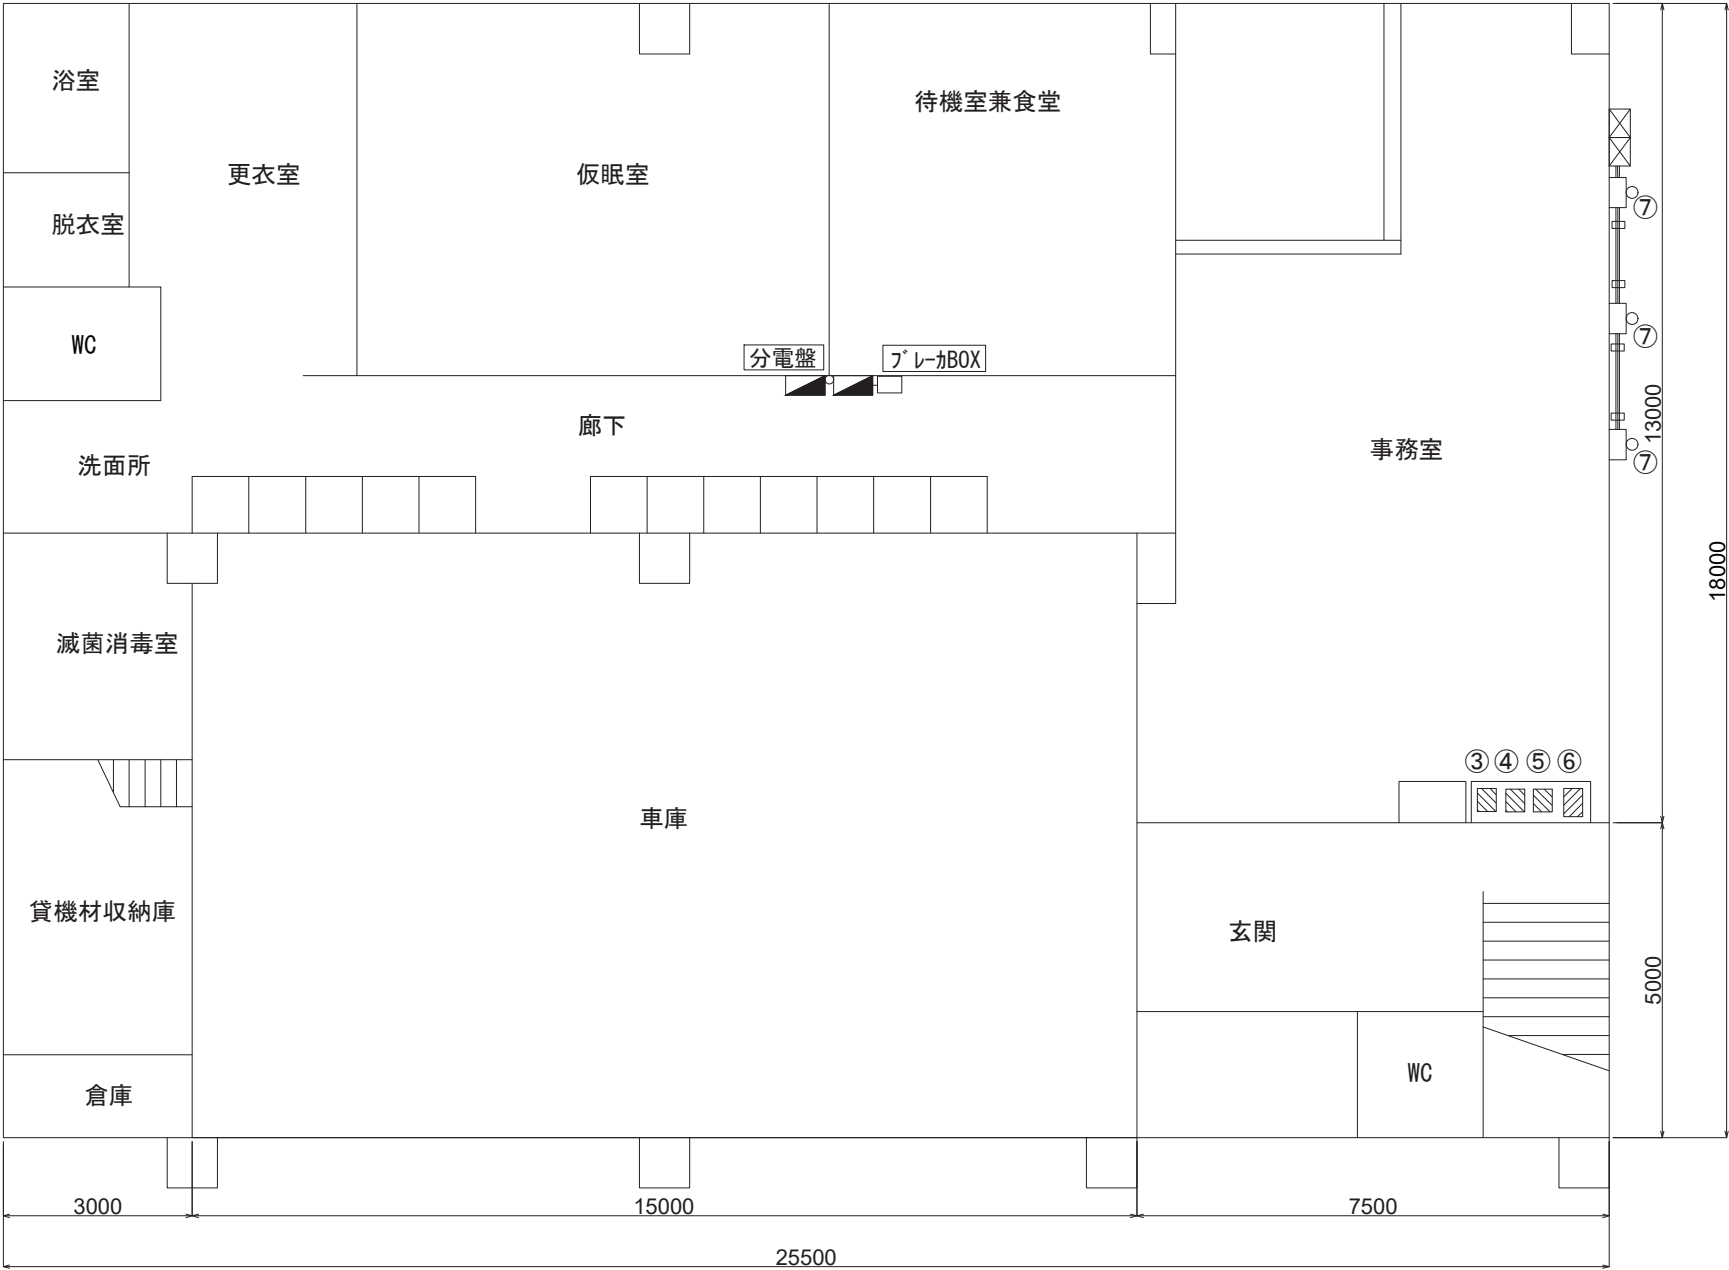 浴室
待機室兼食堂
更衣室
仮眠室
脱衣室
⑦
WC
分電盤
ブレーカBOX
⑦
廊下
13000
事務室
洗面所
⑦
18000
滅菌消毒室
③④⑤⑥
車庫
貸機材収納庫
玄関
5000
WC
倉庫
3000
15000
7500
25500